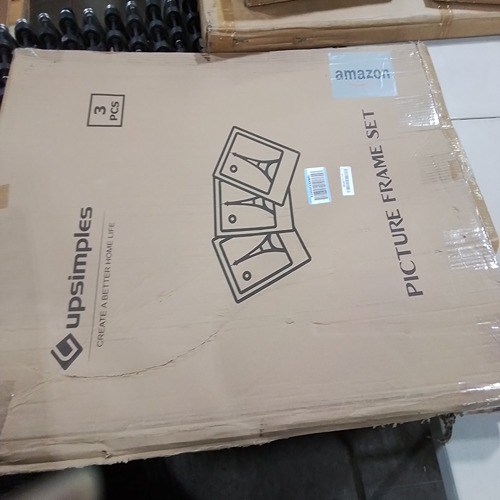 3
PCS
upsimples
CREATE A BETTER HOME LIFE
PICTURE FRAME SET
amazon